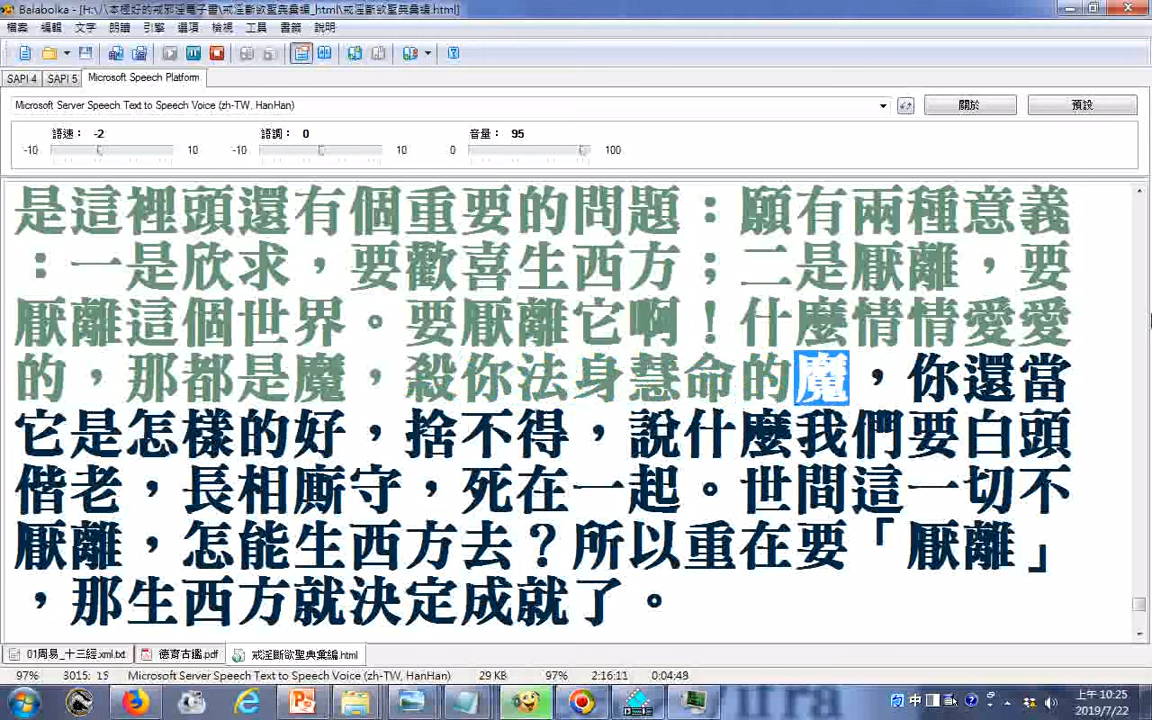 Balabolka - [H:\八本極好的戒邪淫電子書\戒淫斷欲聖典彙編_html\戒淫斷欲聖典彙編.html]
檔案 編輯 文字 朗讀 引擎 選項 檢視 工具 書籤 說明
SAPI 4 SAPI 5 Microsoft Speech Platform
Microsoft Server Speech Text to Speech Voice (zh-TW, HanHan) 關於 預設
語速： -2 語調： 0 音量： 95
-10 10 -10 10 0 100
是這裡頭還有個重要的問題：願有兩種意義
：一是欣求，要歡喜生西方；二是厭離，要
厭離這個世界。要厭離它啊！什麼情情愛愛
的，那都是魔，殺你法身慧命的魔，你還當
它是怎樣的好，捨不得，說什麼我們要白頭
偕老，長相廝守，死在一起。世間這一切不
厭離，怎能生西方去？所以重在要「厭離」
，那生西方就決定成就了。
01周易_十三經.xml.txt 德育古鑑.pdf 戒淫斷欲聖典彙編.html
97% 3015: 15 Microsoft Server Speech Text to Speech Voice (zh-TW, HanHan) 29 KB 97% 2:16:11 0:04:48
中 上午 10:25
2019/7/22